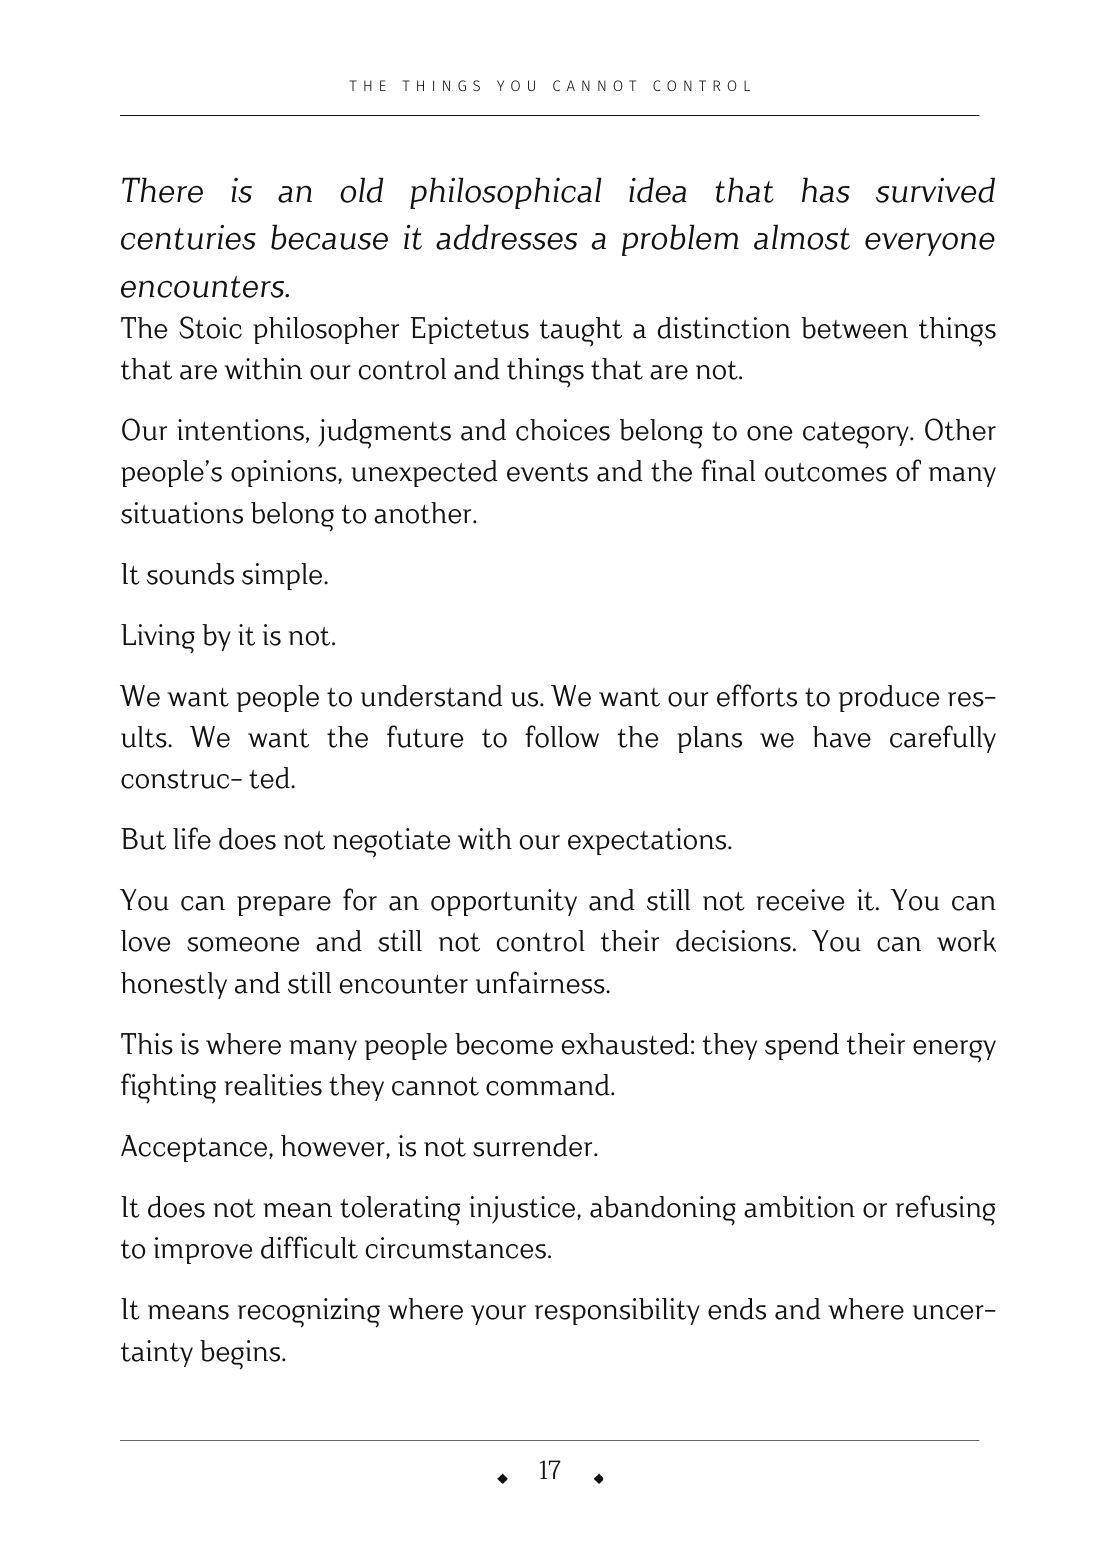 THE THINGS YOU CANNOT CONTROL
There is an old philosophical idea that has survived
centuries because it addresses a problem almost everyone
encounters.
The Stoic philosopher Epictetus taught a distinction between things
that are within our control and things that are not.
Our intentions, judgments and choices belong to one category. Other
people’s opinions, unexpected events and the final outcomes of many
situations belong to another.
It sounds simple.
Living by it is not.
We want people to understand us. We want our efforts to produce res-
ults. We want the future to follow the plans we have carefully
construc- ted.
But life does not negotiate with our expectations.
You can prepare for an opportunity and still not receive it. You can
love someone and still not control their decisions. You can work
honestly and still encounter unfairness.
This is where many people become exhausted: they spend their energy
fighting realities they cannot command.
Acceptance, however, is not surrender.
It does not mean tolerating injustice, abandoning ambition or refusing
to improve difficult circumstances.
It means recognizing where your responsibility ends and where uncer-
tainty begins.
17